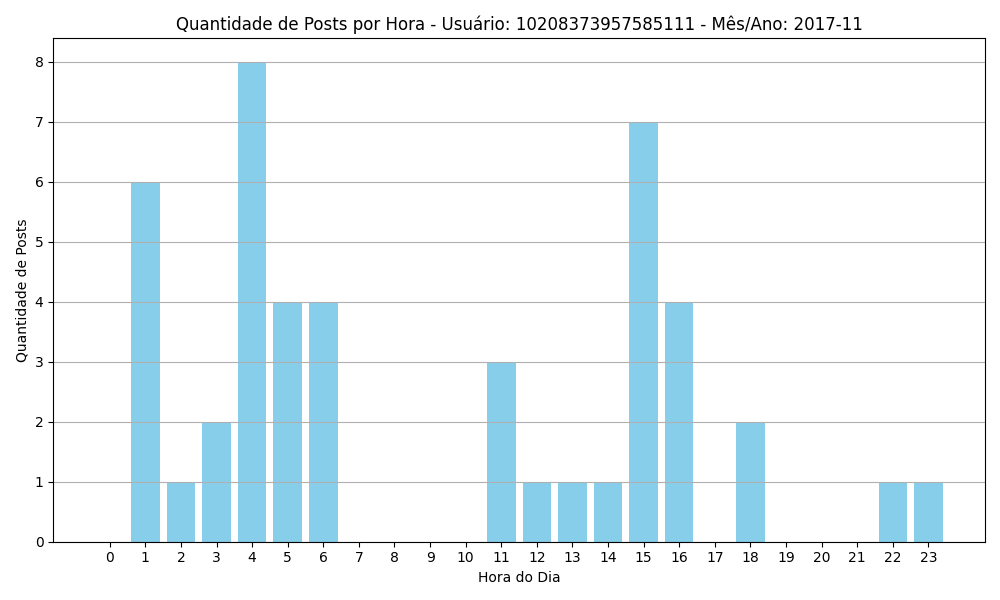 Quantidade de Posts por Hora - Usuário: 10208373957585111 - Mês/Ano: 2017-11
Quantidade de Posts
8
7
6
5
4
3
2
1
0
0 1 2 3 4 5 6 7 8 9 10 11 12 13 14 15 16 17 18 19 20 21 22 23
Hora do Dia